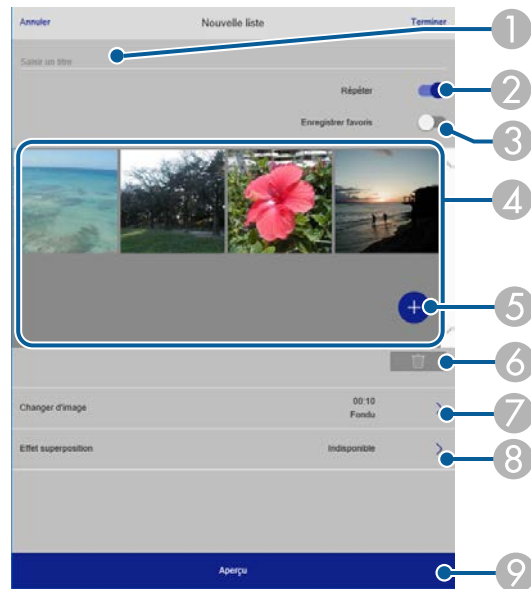 Annuler Nouvelle liste Terminer
1
Saisir un titre
Répéter
2
Enregistrer favoris
3
4
5
6
Changer d'image
00:10
Fondu
7
Effet superposition Indisponible
8
Aperçu
9